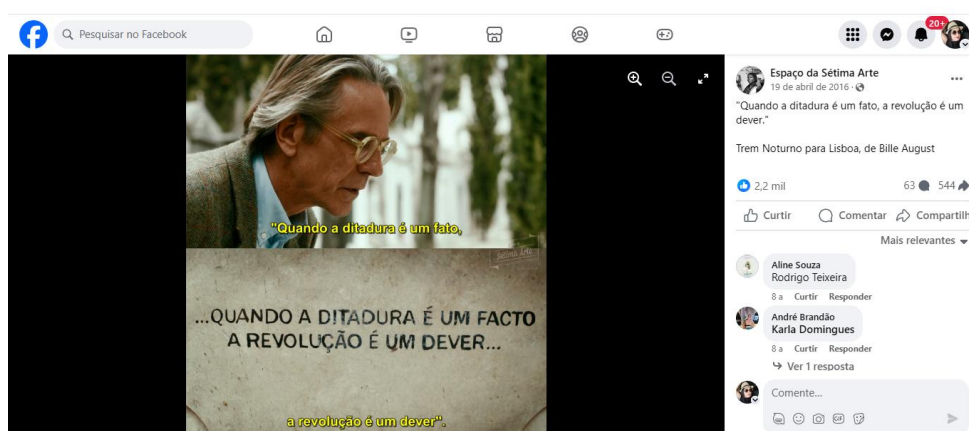 Pesquisar no Facebook
20+
Espaço da Sétima Arte
19 de abril de 2016
"Quando a ditadura é um fato, a revolução é um
dever."
Trem Noturno para Lisboa, de Bille August
2,2 mil
63
544
Curtir
Comentar
Compartilh
Mais relevantes
Aline Souza
Rodrigo Teixeira
8 a Curtir Responder
André Brandão
Karla Domingues
8 a Curtir Responder
Ver 1 resposta
Comente...
GIF
"Quando a ditadura é um fato,
Sétima Arte
...QUANDO A DITADURA É UM FACTO
A REVOLUÇÃO É UM DEVER...
a revolução é um dever".